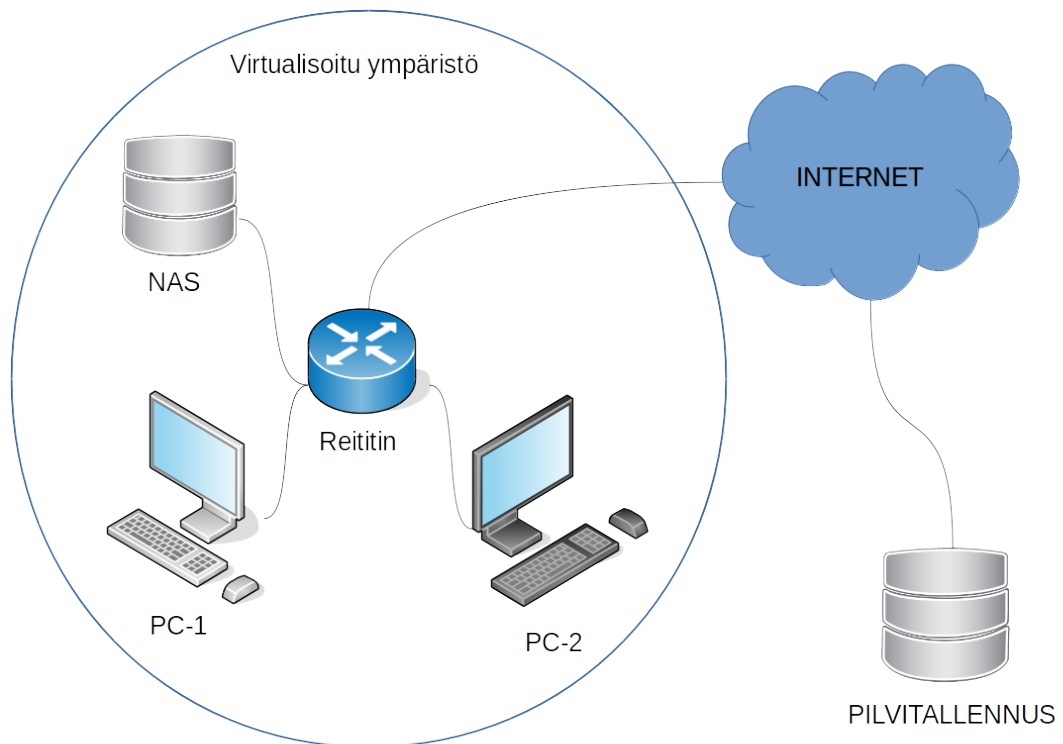 Virtualisoitu ympäristö
INTERNET
NAS
Reititin
PC-1
PC-2
PILVITALLENNUS